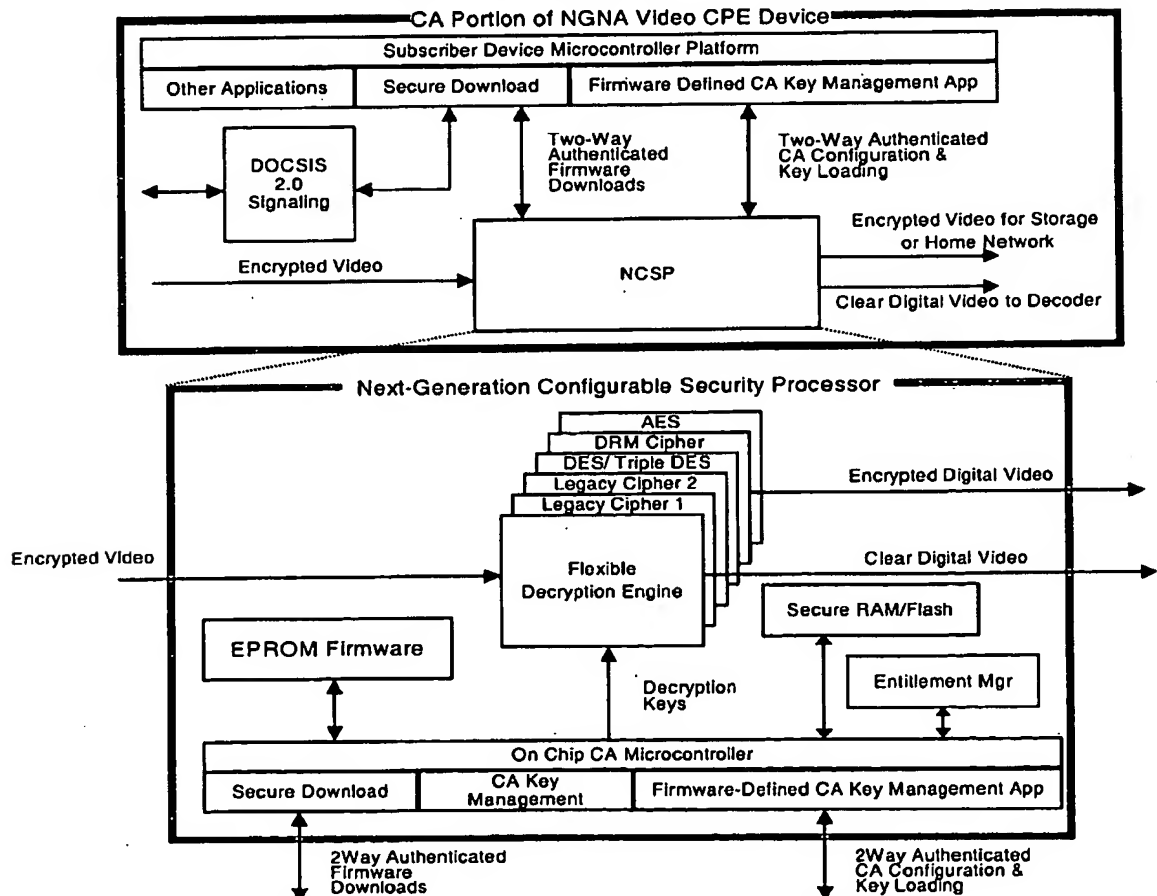 CA Portion of NGNA Video CPE Device
Subscriber Device Microcontroller Platform
Other Applications
Secure Download
Firmware Defined CA Key Management App
DOCSIS
2.0
Signaling
Two-Way
Authenticated
Firmware
Downloads
Two-Way Authenticated
CA Configuration &
Key Loading
Encrypted Video
NCSP
Encrypted Video for Storage
or Home Network
Clear Digital Video to Decoder
Next-Generation Configurable Security Processor
AES
DRM Cipher
DES/ Triple DES
Legacy Cipher 2
Legacy Cipher 1
Encrypted Digital Video
Encrypted Video
Flexible
Decryption Engine
Clear Digital Video
Secure RAM/Flash
EPROM Firmware
Decryption
Keys
Entitlement Mgr
On Chip CA Microcontroller
Secure Download
CA Key
Management
Firmware-Defined CA Key Management App
2Way Authenticated
Firmware
Downloads
2Way Authenticated
CA Configuration &
Key Loading